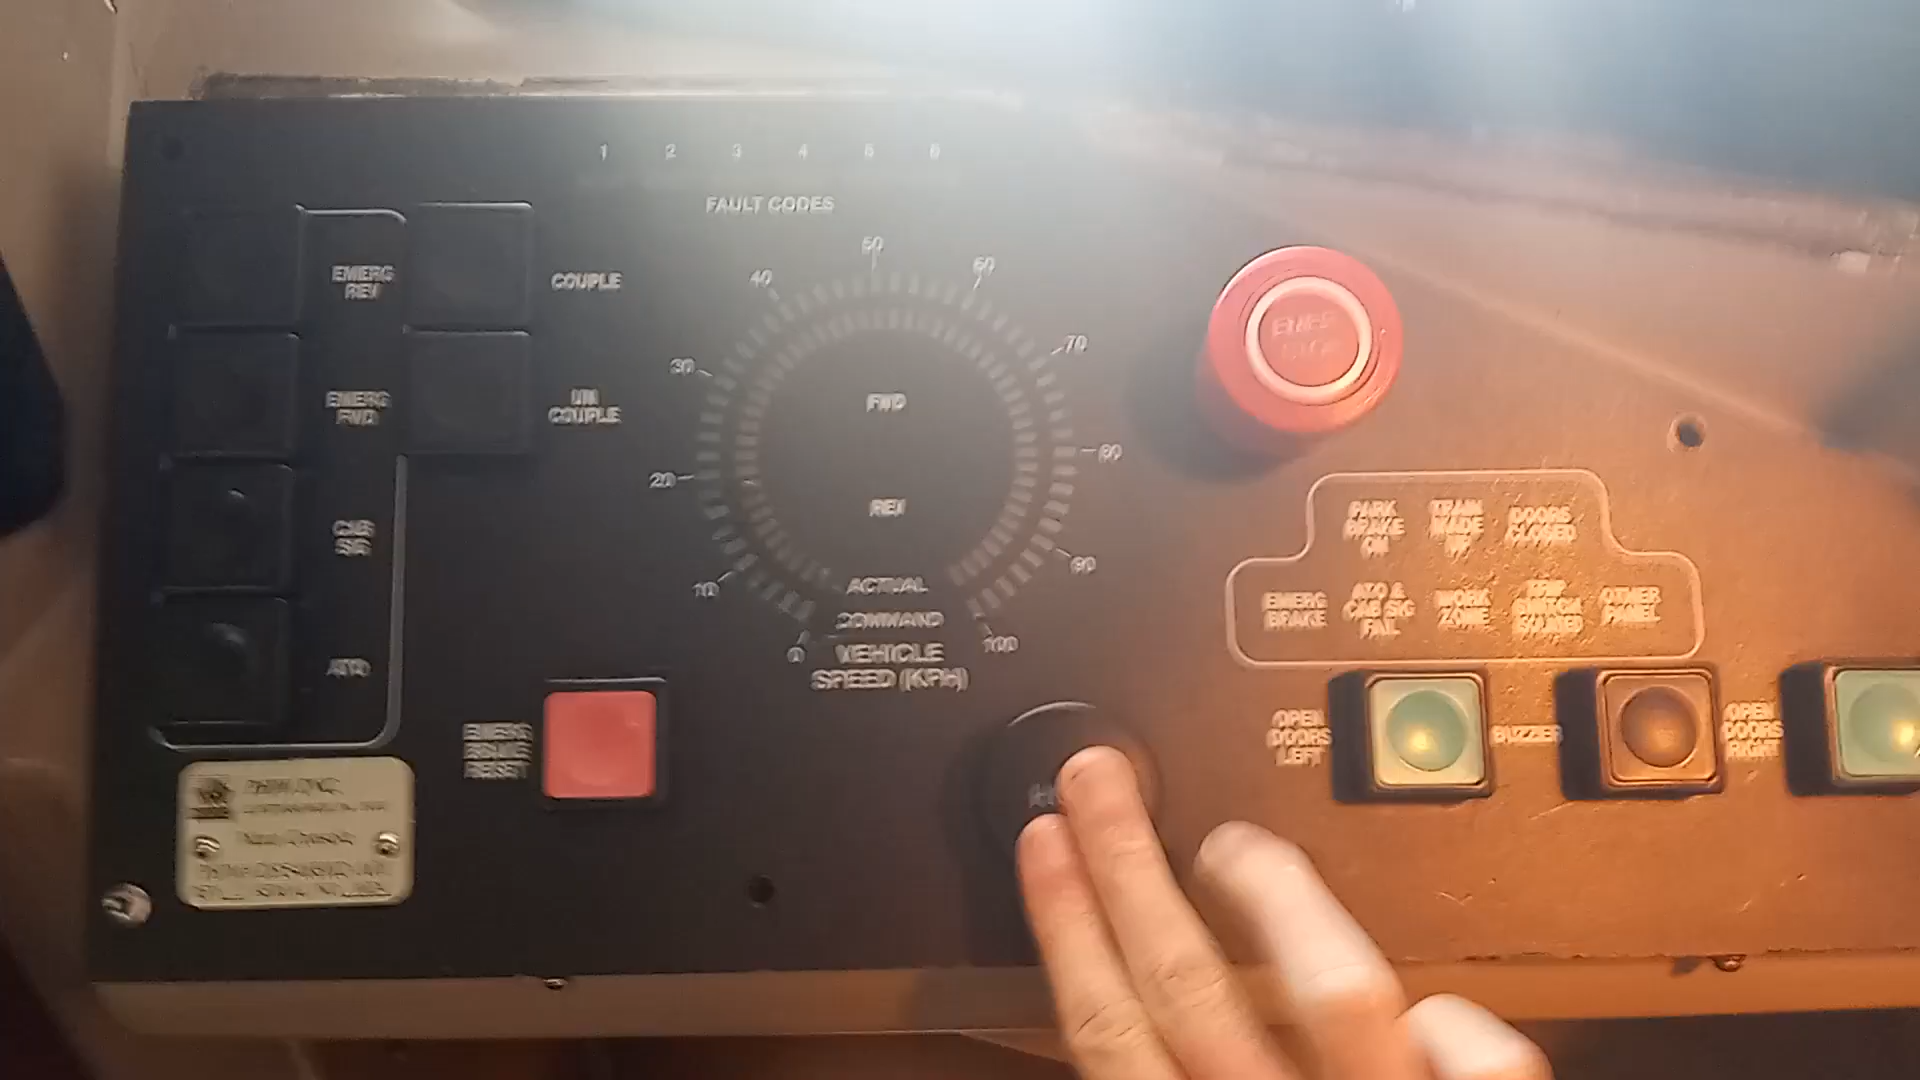 1 2 3 4 5 6
FAULT CODES
EMERG
REV
COUPLE
EMERG
FWD
UN
COUPLE
CAB
SIG
ATO
0 10 20 30 40 50 60 70 80 90 100
FWD
REV
ACTUAL
COMMAND
VEHICLE
SPEED (KPH)
EMERG
BRAKE
RESET
PARK
BRAKE
ON
TRAIN
MADE
UP
DOORS
CLOSED
EMERG
BRAKE
ATO &
CAB SIG
FAIL
WORK
ZONE
OTHER
PANEL
OPEN
DOORS
LEFT
BUZZER
OPEN
DOORS
RIGHT